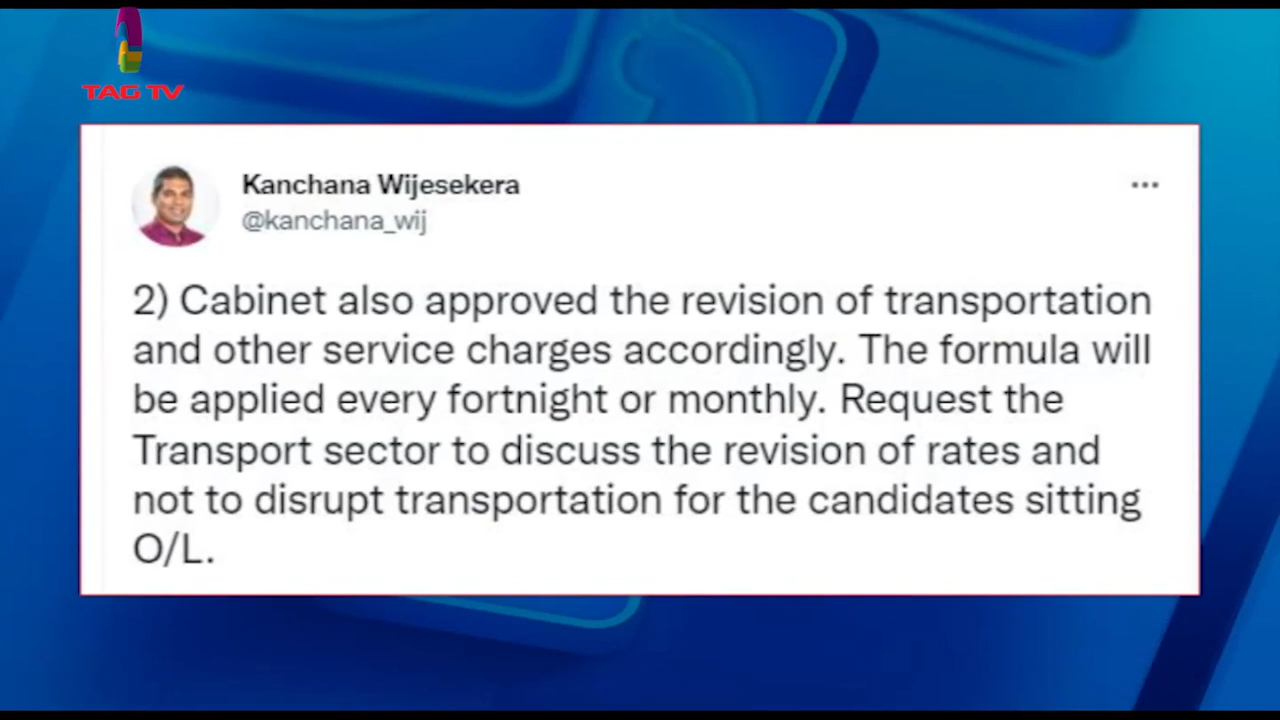 TAG TV
Kanchana Wijesekera
@kanchana_wij
2) Cabinet also approved the revision of transportation
and other service charges accordingly. The formula will
be applied every fortnight or monthly. Request the
Transport sector to discuss the revision of rates and
not to disrupt transportation for the candidates sitting
O/L.